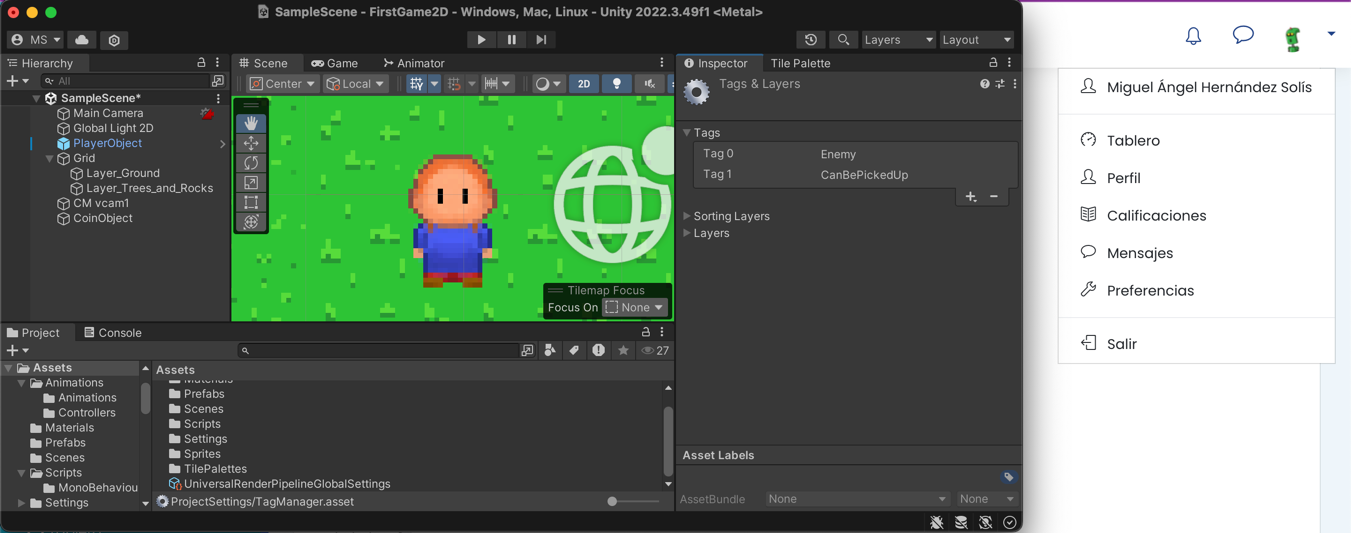 SampleScene - FirstGame2D - Windows, Mac, Linux - Unity 2022.3.49f1 <Metal>
MS
Layers
Layout
Hierarchy
All
SampleScene*
Main Camera
Global Light 2D
PlayerObject
Grid
Layer_Ground
Layer_Trees_and_Rocks
CM vcam1
CoinObject
Scene
Game
Animator
Center
Local
2D
Tilemap Focus
Focus On
None
Inspector
Tile Palette
Tags & Layers
Tags
Tag 0 Enemy
Tag 1 CanBePickedUp
Sorting Layers
Layers
Asset Labels
AssetBundle None None
Project
Console
27
Assets
Animations
Animations
Controllers
Materials
Prefabs
Scenes
Scripts
MonoBehaviou
Settings
Assets
Materials
Prefabs
Scenes
Scripts
Settings
Sprites
TilePalettes
UniversalRenderPipelineGlobalSettings
ProjectSettings/TagManager.asset
Miguel Ángel Hernández Solís
Tablero
Perfil
Calificaciones
Mensajes
Preferencias
Salir